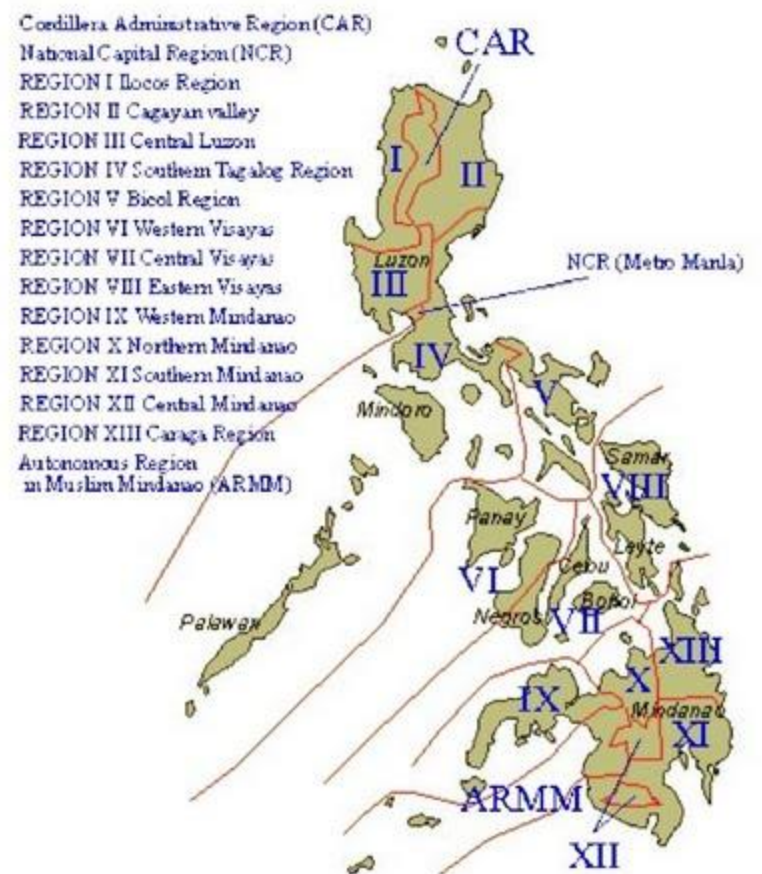 Cordillera Administrative Region (CAR)
National Capital Region (NCR)
REGION I Ilocos Region
REGION II Cagayan valley
REGION III Central Luzon
REGION IV Southern Tagalog Region
REGION V Bicol Region
REGION VI Western Visayas
REGION VII Central Visayas
REGION VIII Eastern Visayas
REGION IX Western Mindanao
REGION X Northern Mindanao
REGION XI Southern Mindanao
REGION XII Central Mindanao
REGION XIII Caraga Region
Autonomous Region
in Muslim Mindanao (ARMM)
CAR
I
II
Luzon
III
NCR (Metro Manla)
IV
V
Mindoro
Samar
VIII
Panay
Leyte
Cebu
VI
Bohol
Negros
VII
Palawan
XIII
X
IX
Mindanao
XI
ARMM
XII